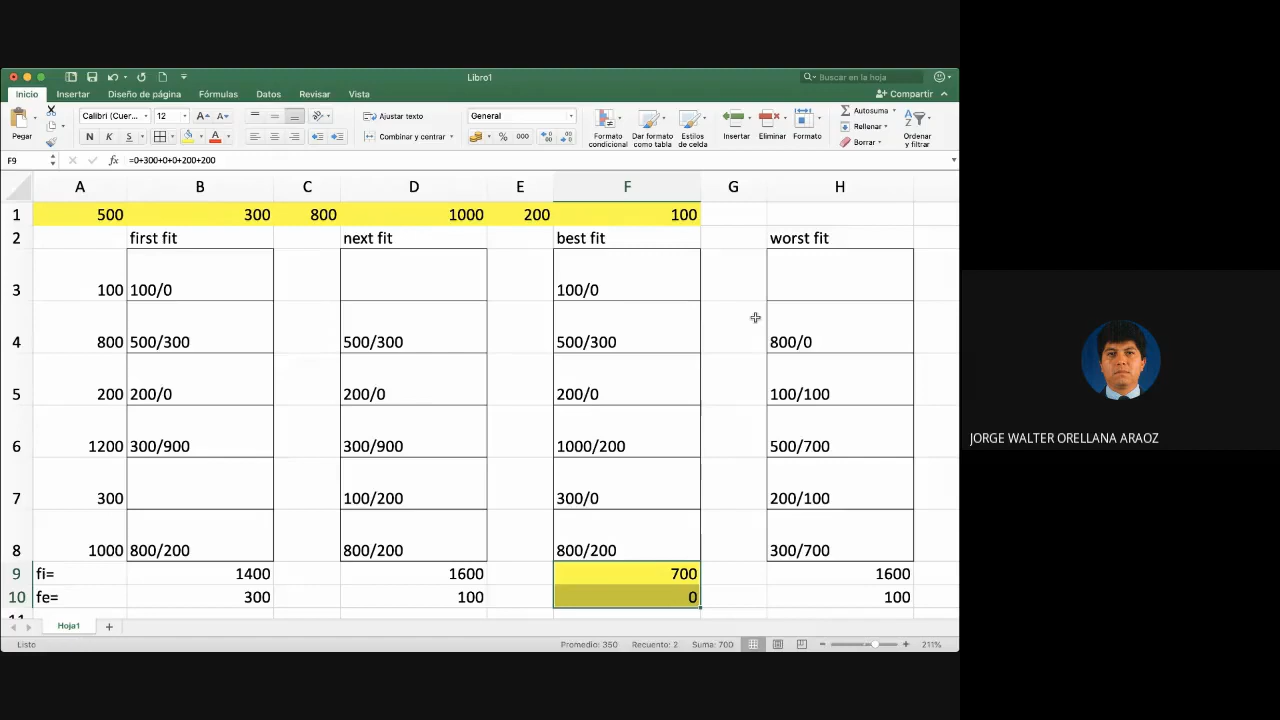 Libro1
Buscar en la hoja
Inicio Insertar Diseño de página Fórmulas Datos Revisar Vista Compartir
Pegar
Calibri (Cuer... 12
N K S
Ajustar texto
Combinar y centrar
General
% 000
Formato condicional
Dar formato como tabla
Estilos de celda
Insertar Eliminar Formato
Autosuma
Rellenar
Borrar
Ordenar y filtrar
F9 fx =0+300+0+0+200+200
A B C D E F G H
1 500 300 800 1000 200 100
2 first fit next fit best fit worst fit
3 100 100/0 100/0
4 800 500/300 500/300 500/300 800/0
5 200 200/0 200/0 200/0 100/100
6 1200 300/900 300/900 1000/200 500/700
7 300 100/200 300/0 200/100
8 1000 800/200 800/200 800/200 300/700
9 fi= 1400 1600 700 1600
10 fe= 300 100 0 100
11
Hoja1 +
Listo Promedio: 350 Recuento: 2 Suma: 700 211%
JORGE WALTER ORELLANA ARAOZ